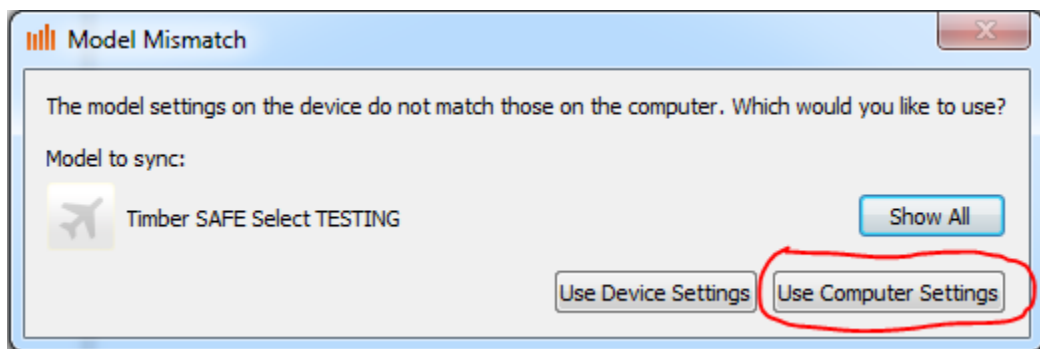 Model Mismatch
The model settings on the device do not match those on the computer. Which would you like to use?
Model to sync:
Timber SAFE Select TESTING
Show All
Use Device Settings
Use Computer Settings